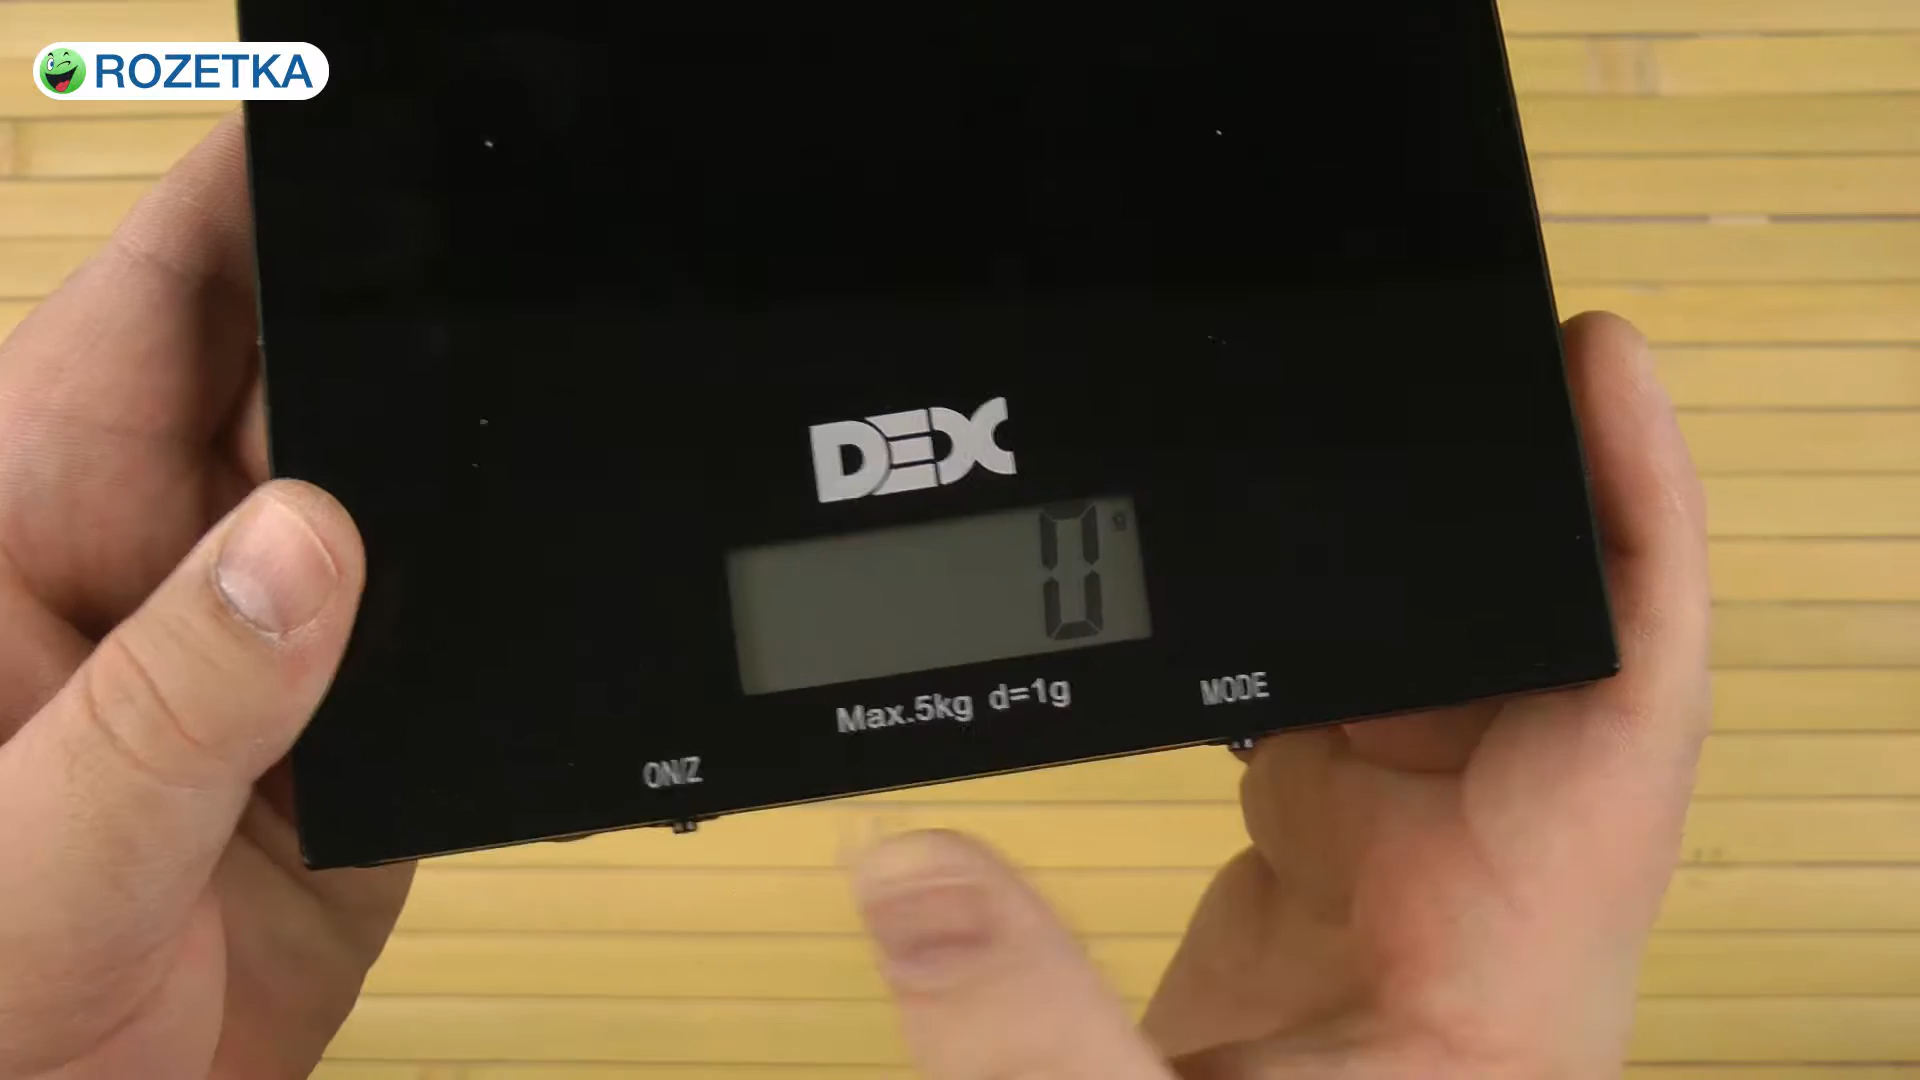 ROZETKA
DEX
0 g
Max.5kg d=1g
MODE
ON/Z